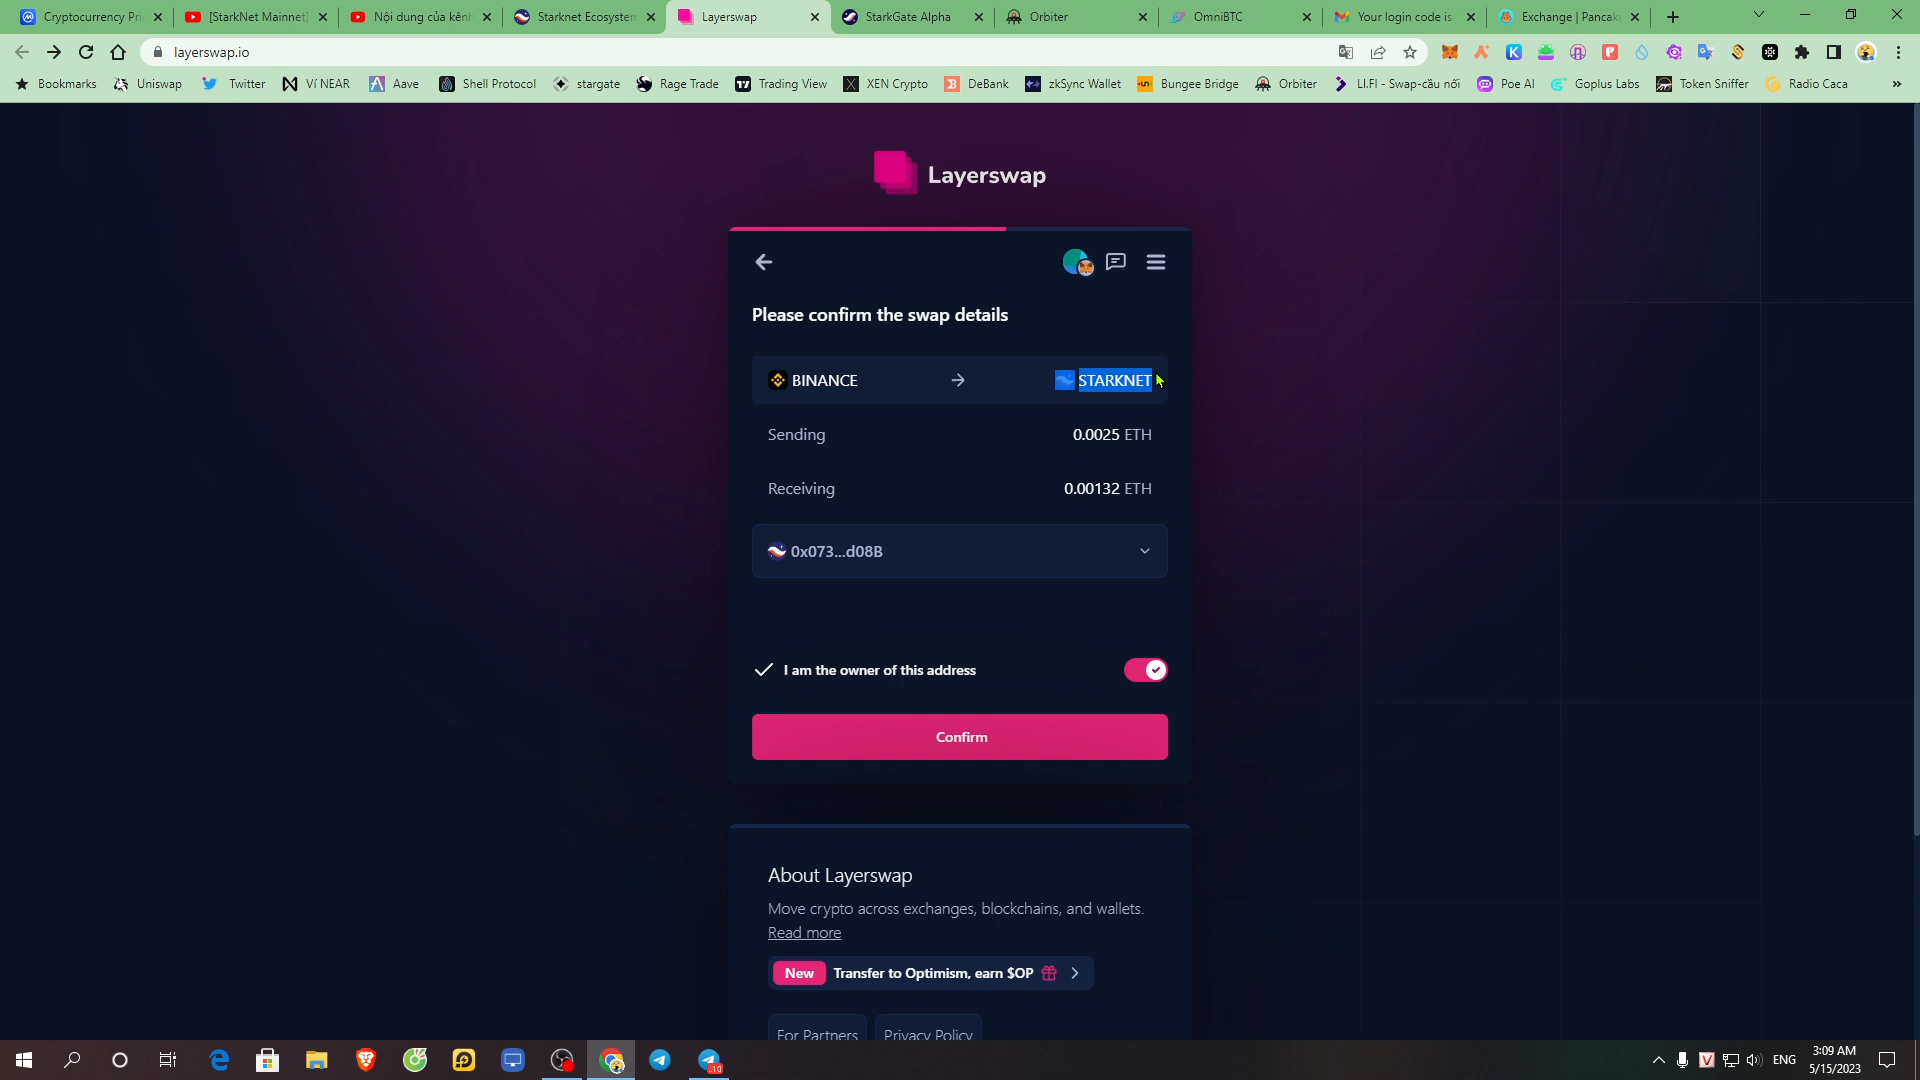 Cryptocurrency Pri
[StarkNet Mainnet]
Nội dung của kênh
Starknet Ecosystem
Layerswap
StarkGate Alpha
Orbiter
OmniBTC
Your login code is
Exchange | Pancak
layerswap.io
Bookmarks
Uniswap
Twitter
Ví NEAR
Aave
Shell Protocol
stargate
Rage Trade
Trading View
XEN Crypto
DeBank
zkSync Wallet
Bungee Bridge
Orbiter
LI.FI - Swap-cầu nối
Poe AI
Goplus Labs
Token Sniffer
Radio Caca
»
Layerswap
Please confirm the swap details
BINANCE → STARKNET
Sending 0.0025 ETH
Receiving 0.00132 ETH
0x073...d08B
I am the owner of this address
Confirm
About Layerswap
Move crypto across exchanges, blockchains, and wallets.
Read more
New Transfer to Optimism, earn $OP
For Partners Privacy Policy
ENG
3:09 AM
5/15/2023